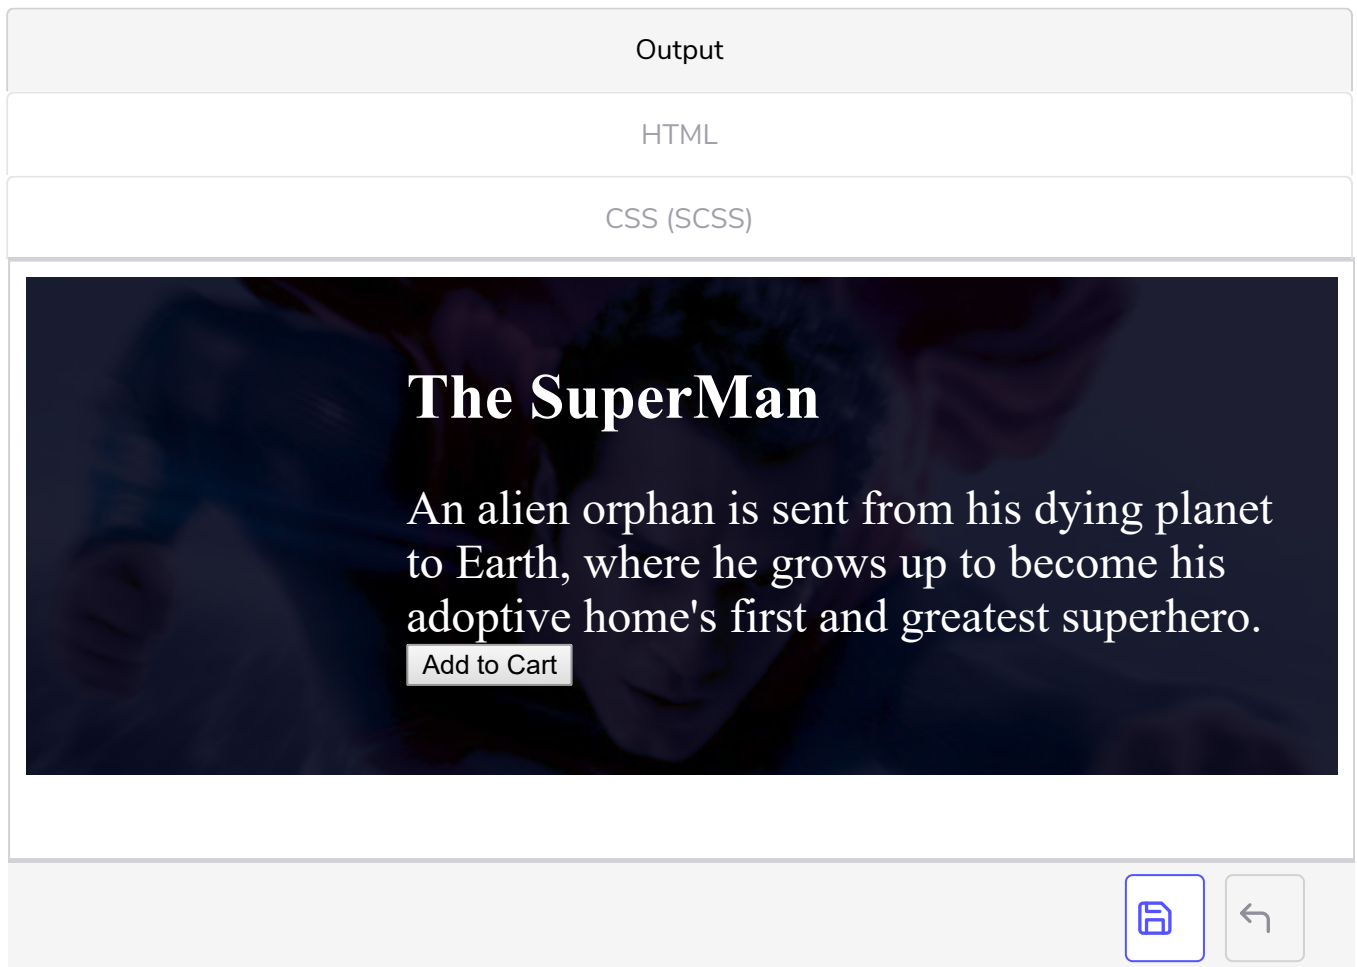 Output
HTML
CSS (SCSS)
The SuperMan
An alien orphan is sent from his dying planet
to Earth, where he grows up to become his
adoptive home's first and greatest superhero.
Add to Cart